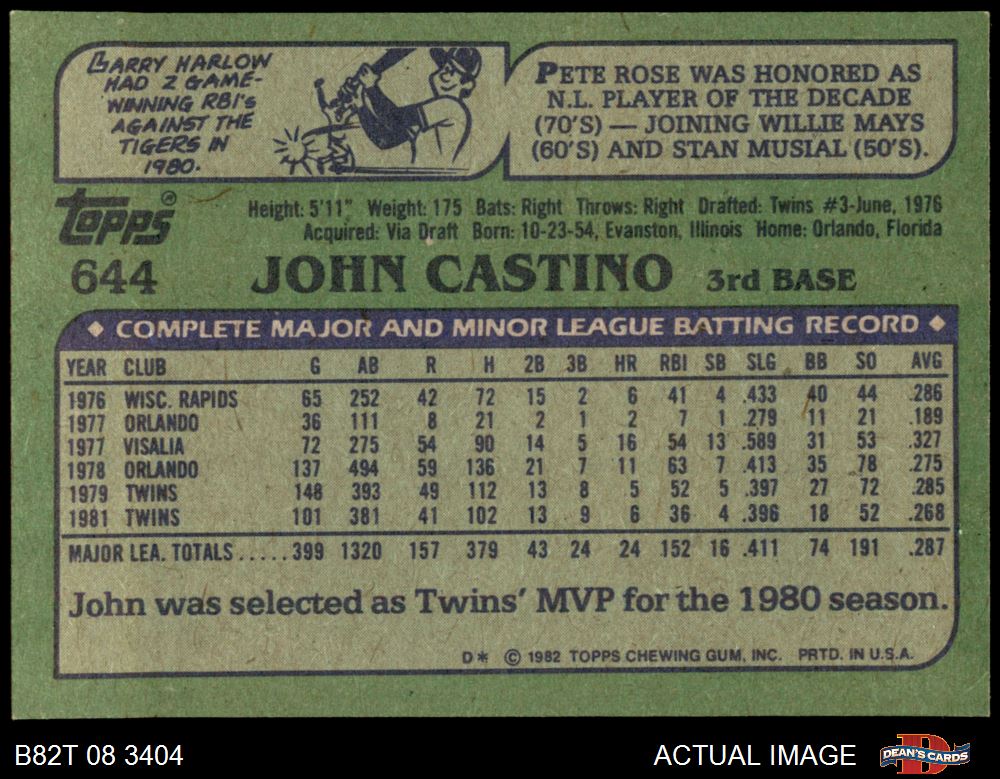 LARRY HARLOW
HAD 2 GAME-
WINNING RBI's
AGAINST THE
TIGERS IN
1980.
PETE ROSE WAS HONORED AS
N.L. PLAYER OF THE DECADE
(70'S) — JOINING WILLIE MAYS
(60'S) AND STAN MUSIAL (50'S).
topps®
Height: 5'11" Weight: 175 Bats: Right Throws: Right Drafted: Twins #3-June, 1976
Acquired: Via Draft Born: 10-23-54, Evanston, Illinois Home: Orlando, Florida
644 JOHN CASTINO 3rd BASE
◆ COMPLETE MAJOR AND MINOR LEAGUE BATTING RECORD ◆
YEAR CLUB G AB R H 2B 3B HR RBI SB SLG BB SO AVG
1976 WISC. RAPIDS 65 252 42 72 15 2 6 41 4 .433 40 44 .286
1977 ORLANDO 36 111 8 21 2 1 2 7 1 .279 11 21 .189
1977 VISALIA 72 275 54 90 14 5 16 54 13 .589 31 53 .327
1978 ORLANDO 137 494 59 136 21 7 11 63 7 .413 35 78 .275
1979 TWINS 148 393 49 112 13 8 5 52 5 .397 27 72 .285
1981 TWINS 101 381 41 102 13 9 6 36 4 .396 18 52 .268
MAJOR LEA. TOTALS.....399 1320 157 379 43 24 24 152 16 .411 74 191 .287
John was selected as Twins' MVP for the 1980 season.
D* © 1982 TOPPS CHEWING GUM, INC. PRTD. IN U.S.A.
B82T 08 3404 ACTUAL IMAGE DEAN'S CARDS